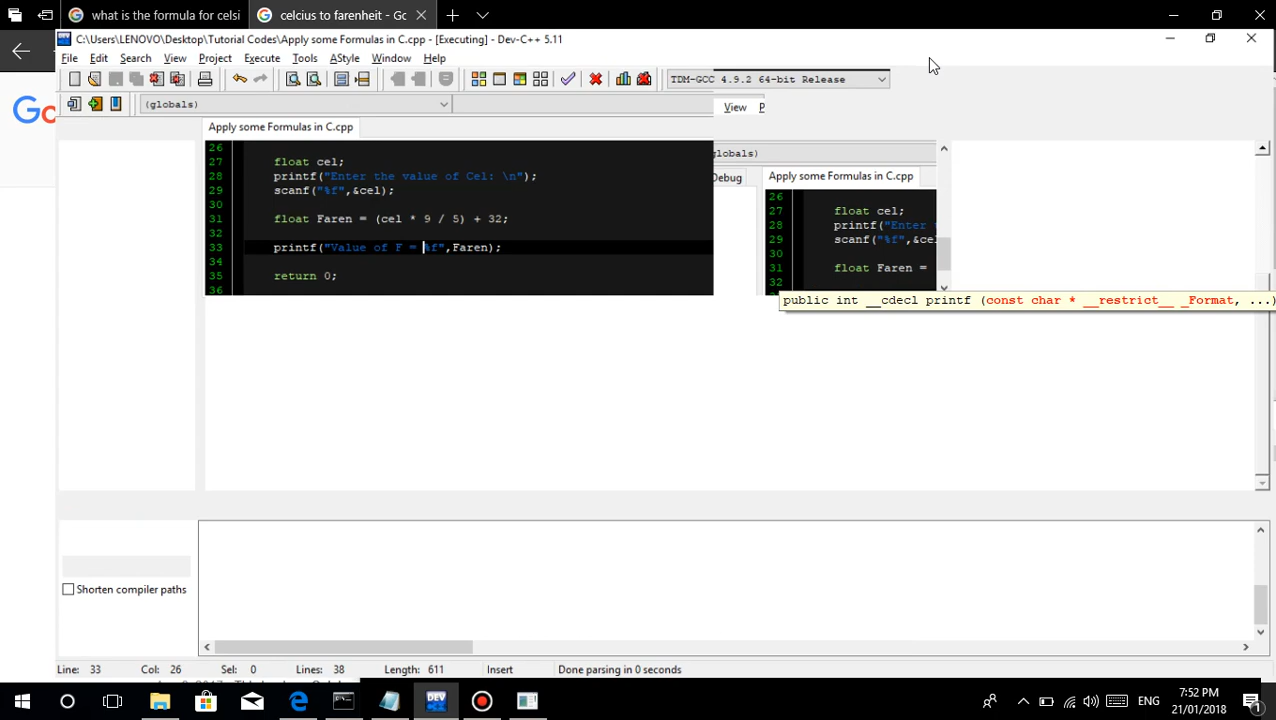 what is the formula for celsi
celcius to farenheit - Go
Go
C:\Users\LENOVO\Desktop\Tutorial Codes\Apply some Formulas in C.cpp - [Executing] - Dev-C++ 5.11
File Edit Search View Project Execute Tools AStyle Window Help
TDM-GCC 4.9.2 64-bit Release
(globals)
View P
Apply some Formulas in C.cpp
26
27 float cel;
28 printf("Enter the value of Cel: \n");
29 scanf("%f",&cel);
30
31 float Faren = (cel * 9 / 5) + 32;
32
33 printf("Value of F = %f",Faren);
34
35 return 0;
36
globals)
Debug
Apply some Formulas in C.cpp
26
27 float cel;
28 printf("Enter t
29 scanf("%f",&cel
30
31 float Faren =
32
public int __cdecl printf (const char * __restrict__ _Format, ...)
Shorten compiler paths
Line: 33 Col: 26 Sel: 0 Lines: 38 Length: 611 Insert Done parsing in 0 seconds
DEV
ENG
7:52 PM
21/01/2018
1